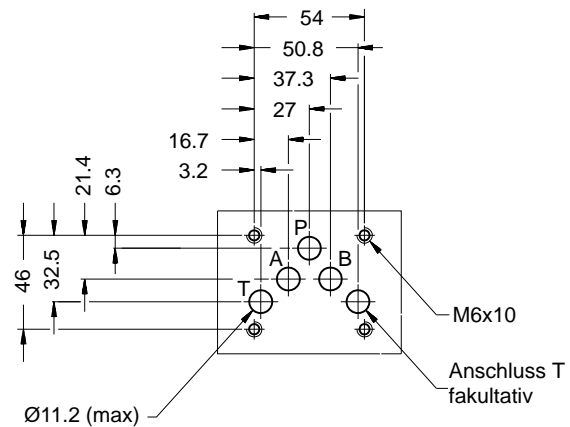 54
50.8
37.3
27
16.7
3.2
21.4
6.3
46
32.5
P
A
B
T
M6x10
Anschluss T
fakultativ
Ø11.2 (max)